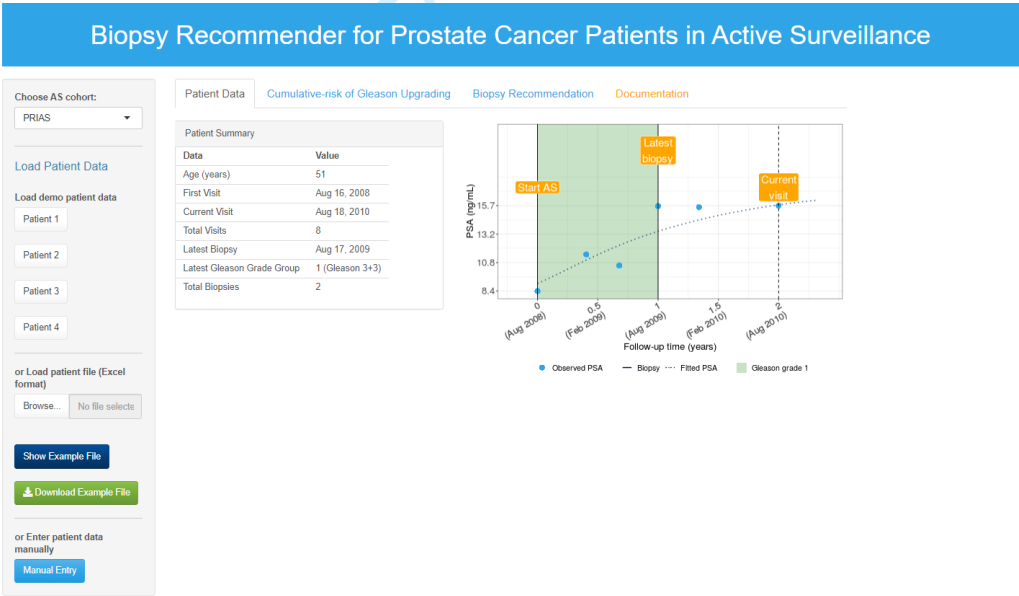 Biopsy Recommender for Prostate Cancer Patients in Active Surveillance
Choose AS cohort:
PRIAS
Load Patient Data
Load demo patient data
Patient 1
Patient 2
Patient 3
Patient 4
or Load patient file (Excel
format)
Browse... No file selecte
Show Example File
Download Example File
or Enter patient data
manually
Manual Entry
Patient Data Cumulative-risk of Gleason Upgrading Biopsy Recommendation Documentation
Patient Summary
Data Value
Age (years) 51
First Visit Aug 16, 2008
Current Visit Aug 18, 2010
Total Visits 8
Latest Biopsy Aug 17, 2009
Latest Gleason Grade Group 1 (Gleason 3+3)
Total Biopsies 2
PSA (ng/mL)
15.7
13.2
10.8
8.4
Start AS
Latest
biopsy
Current
visit
0
(Aug 2008)
0.5
(Feb 2009)
1
(Aug 2009)
1.5
(Feb 2010)
2
(Aug 2010)
Follow-up time (years)
Observed PSA Biopsy Fitted PSA Gleason grade 1